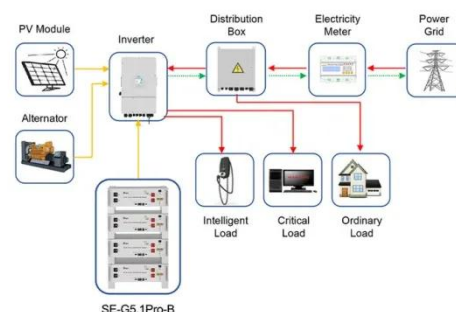 PV Module
Inverter
Distribution
Box
Electricity
Meter
Power
Grid
Alternator
Intelligent
Load
Critical
Load
Ordinary
Load
SE-G5.1Pro-B